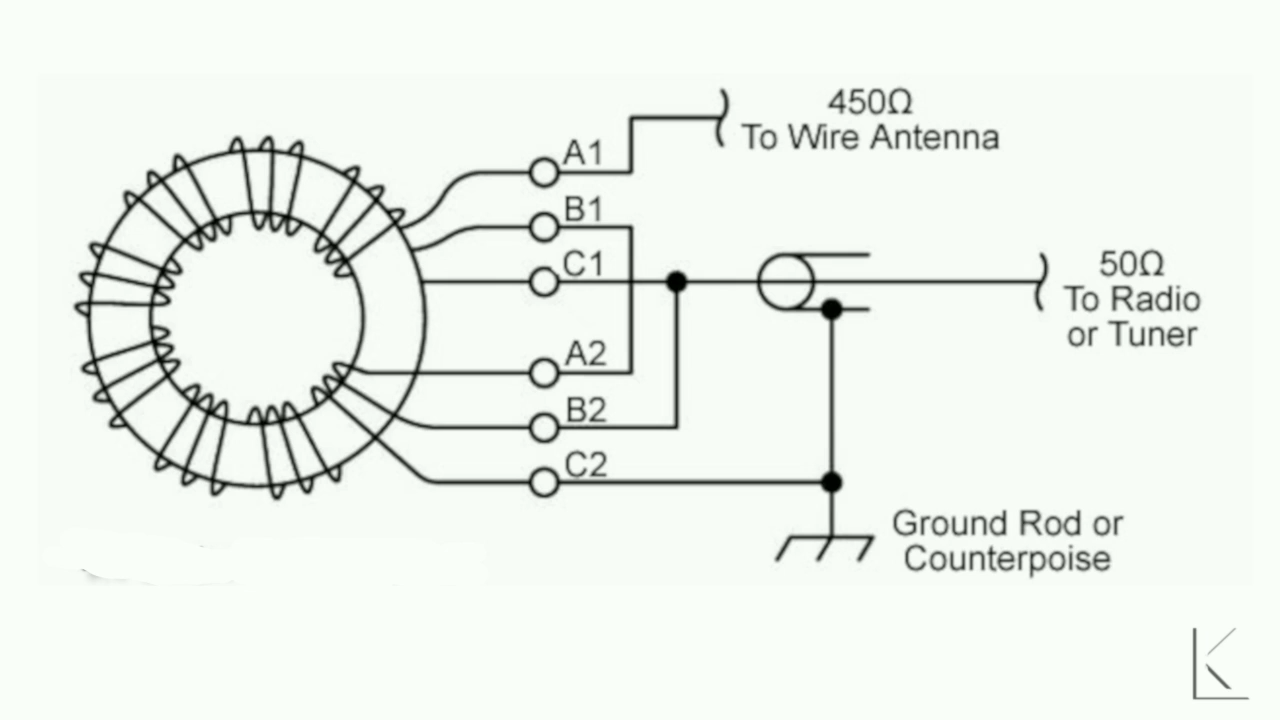 450Ω
To Wire Antenna
A1
B1
C1
50Ω
To Radio
or Tuner
A2
B2
C2
Ground Rod or
Counterpoise
K